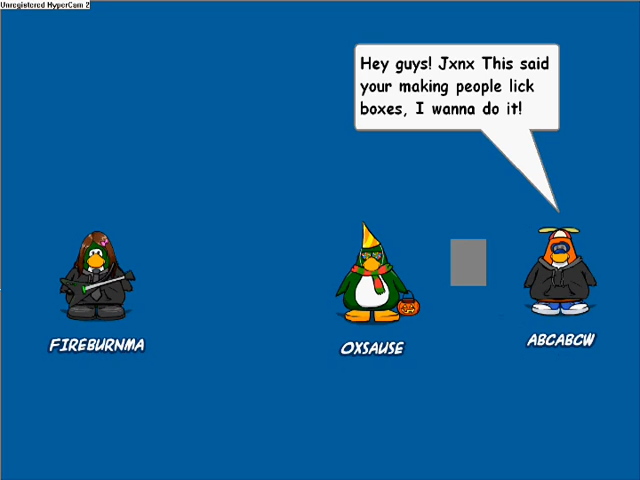 Unregistered HyperCam 2
Hey guys! Jxnx This said
your making people lick
boxes, I wanna do it!
FIREBURNMA
OXSAUSE
ABCABCW